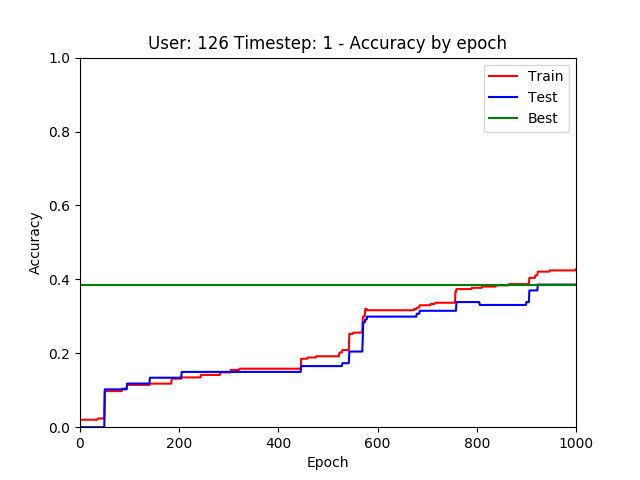 User: 126 Timestep: 1 - Accuracy by epoch
Train
Test
Best
Accuracy
1.0
0.8
0.6
0.4
0.2
0.0
0 200 400 600 800 1000
Epoch